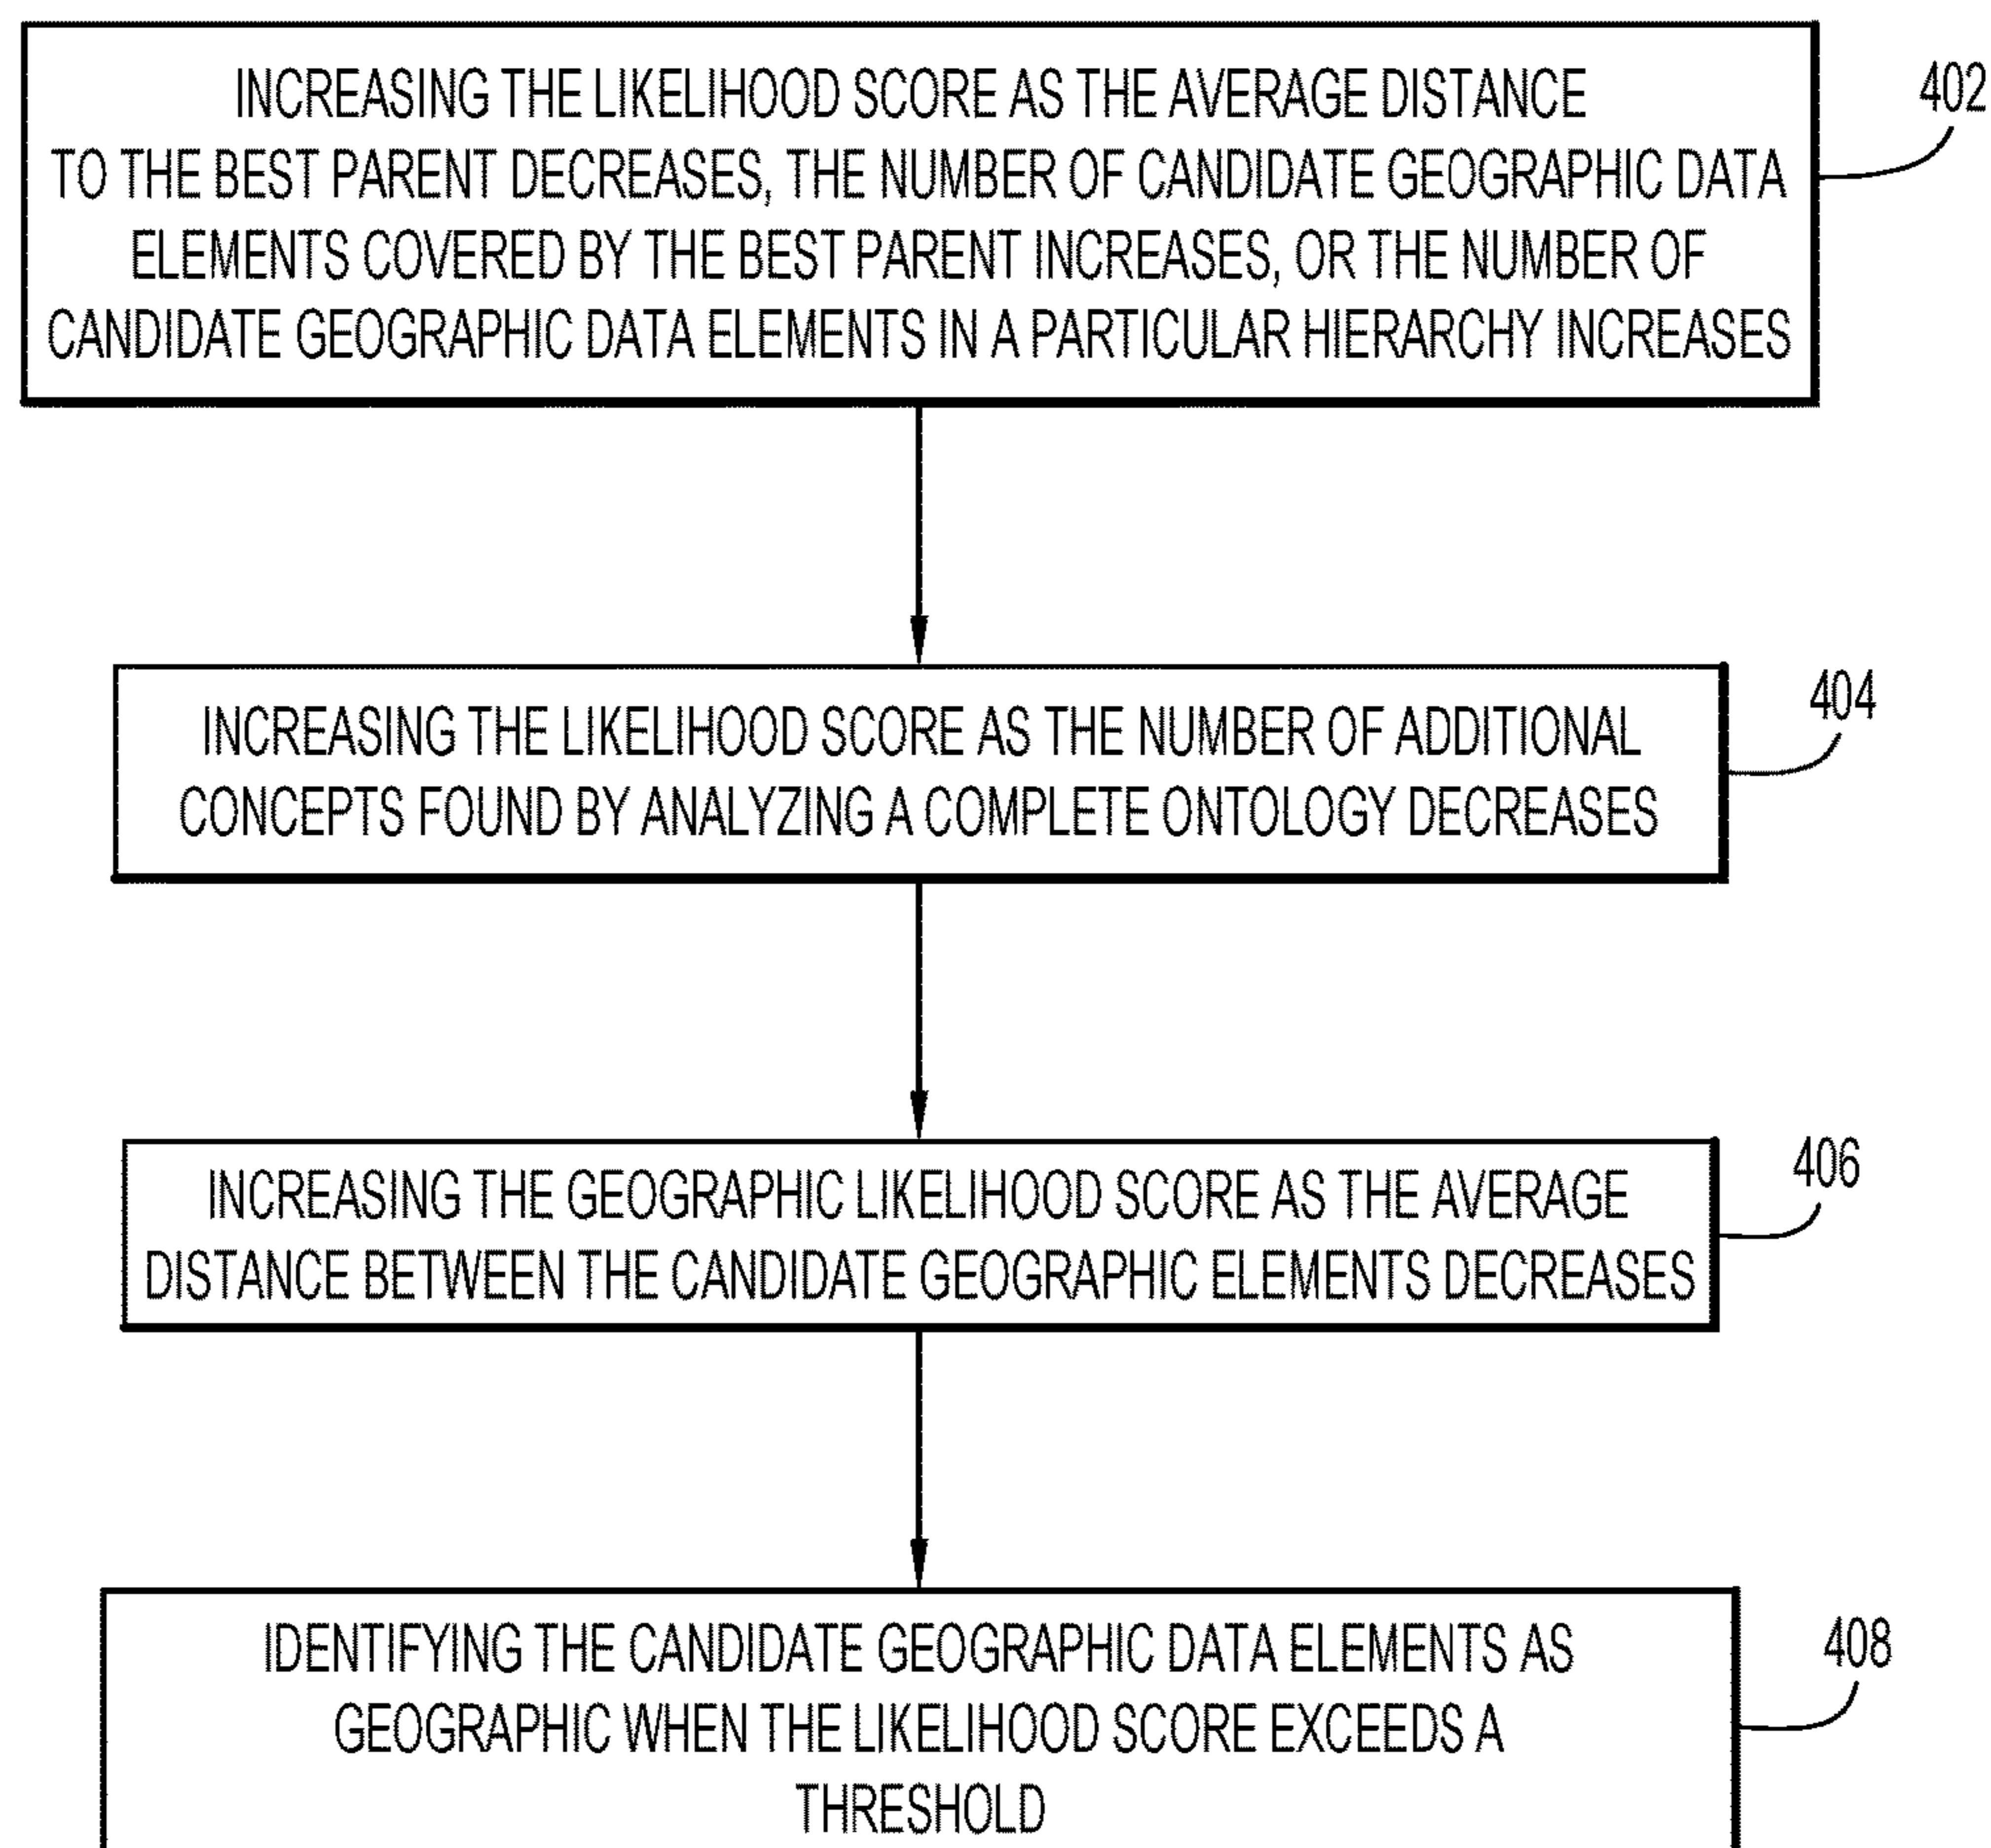 INCREASING THE LIKELIHOOD SCORE AS THE AVERAGE DISTANCE
TO THE BEST PARENT DECREASES, THE NUMBER OF CANDIDATE GEOGRAPHIC DATA
ELEMENTS COVERED BY THE BEST PARENT INCREASES, OR THE NUMBER OF
CANDIDATE GEOGRAPHIC DATA ELEMENTS IN A PARTICULAR HIERARCHY INCREASES
402
INCREASING THE LIKELIHOOD SCORE AS THE NUMBER OF ADDITIONAL
CONCEPTS FOUND BY ANALYZING A COMPLETE ONTOLOGY DECREASES
404
INCREASING THE GEOGRAPHIC LIKELIHOOD SCORE AS THE AVERAGE
DISTANCE BETWEEN THE CANDIDATE GEOGRAPHIC ELEMENTS DECREASES
406
IDENTIFYING THE CANDIDATE GEOGRAPHIC DATA ELEMENTS AS
GEOGRAPHIC WHEN THE LIKELIHOOD SCORE EXCEEDS A
THRESHOLD
408